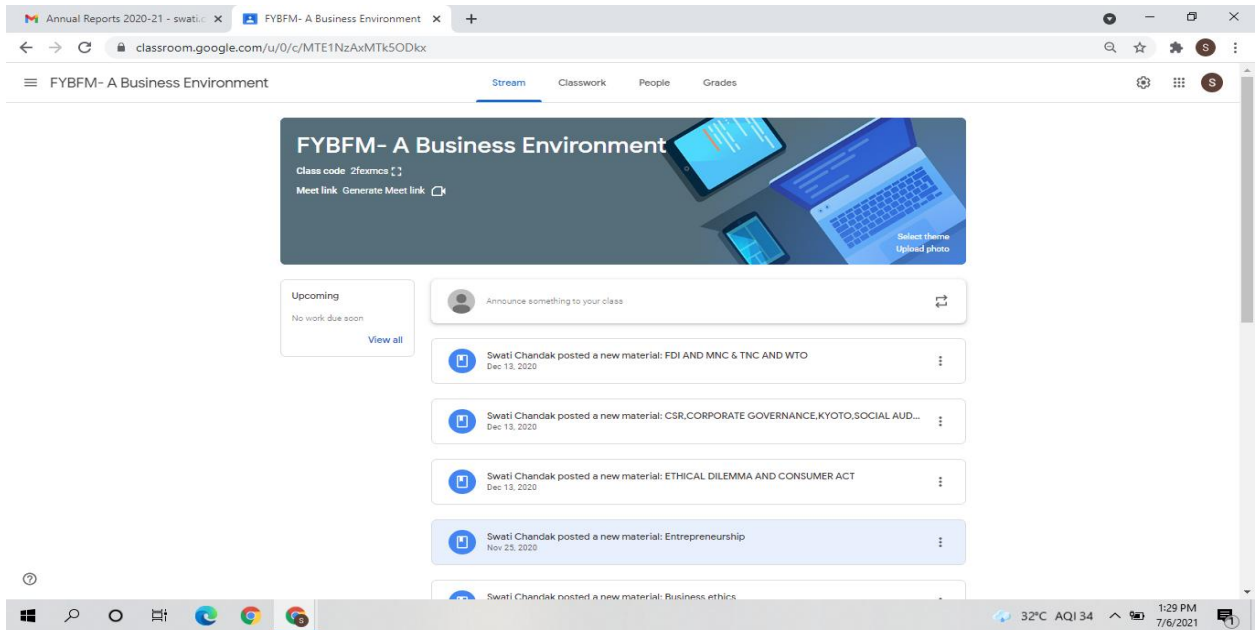 Annual Reports 2020-21 - swati.c
FYBFM- A Business Environment
classroom.google.com/u/0/c/MTE1NzAxMTk5ODkx
S
FYBFM- A Business Environment
Stream Classwork People Grades
S
FYBFM- A Business Environment
Class code 2fexmcs
Meet link Generate Meet link
Select theme
Upload photo
Upcoming
No work due soon
View all
Announce something to your class
Swati Chandak posted a new material: FDI AND MNC & TNC AND WTO
Dec 13, 2020
Swati Chandak posted a new material: CSR,CORPORATE GOVERNANCE,KYOTO,SOCIAL AUD...
Dec 13, 2020
Swati Chandak posted a new material: ETHICAL DILEMMA AND CONSUMER ACT
Dec 13, 2020
Swati Chandak posted a new material: Entrepreneurship
Nov 25, 2020
Swati Chandak posted a new material: Business ethics
32°C AQI 34
1:29 PM
7/6/2021
1